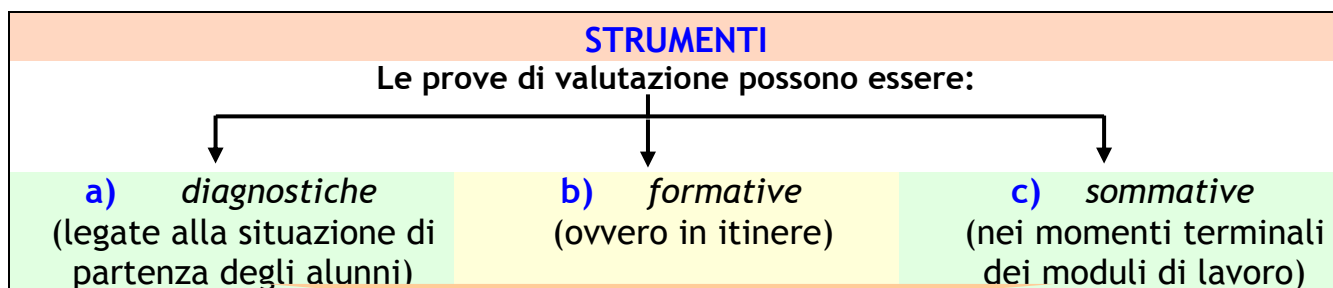 STRUMENTI
Le prove di valutazione possono essere:
a) diagnostiche
(legate alla situazione di
partenza degli alunni)
b) formative
(ovvero in itinere)
c) sommative
(nei momenti terminali
dei moduli di lavoro)